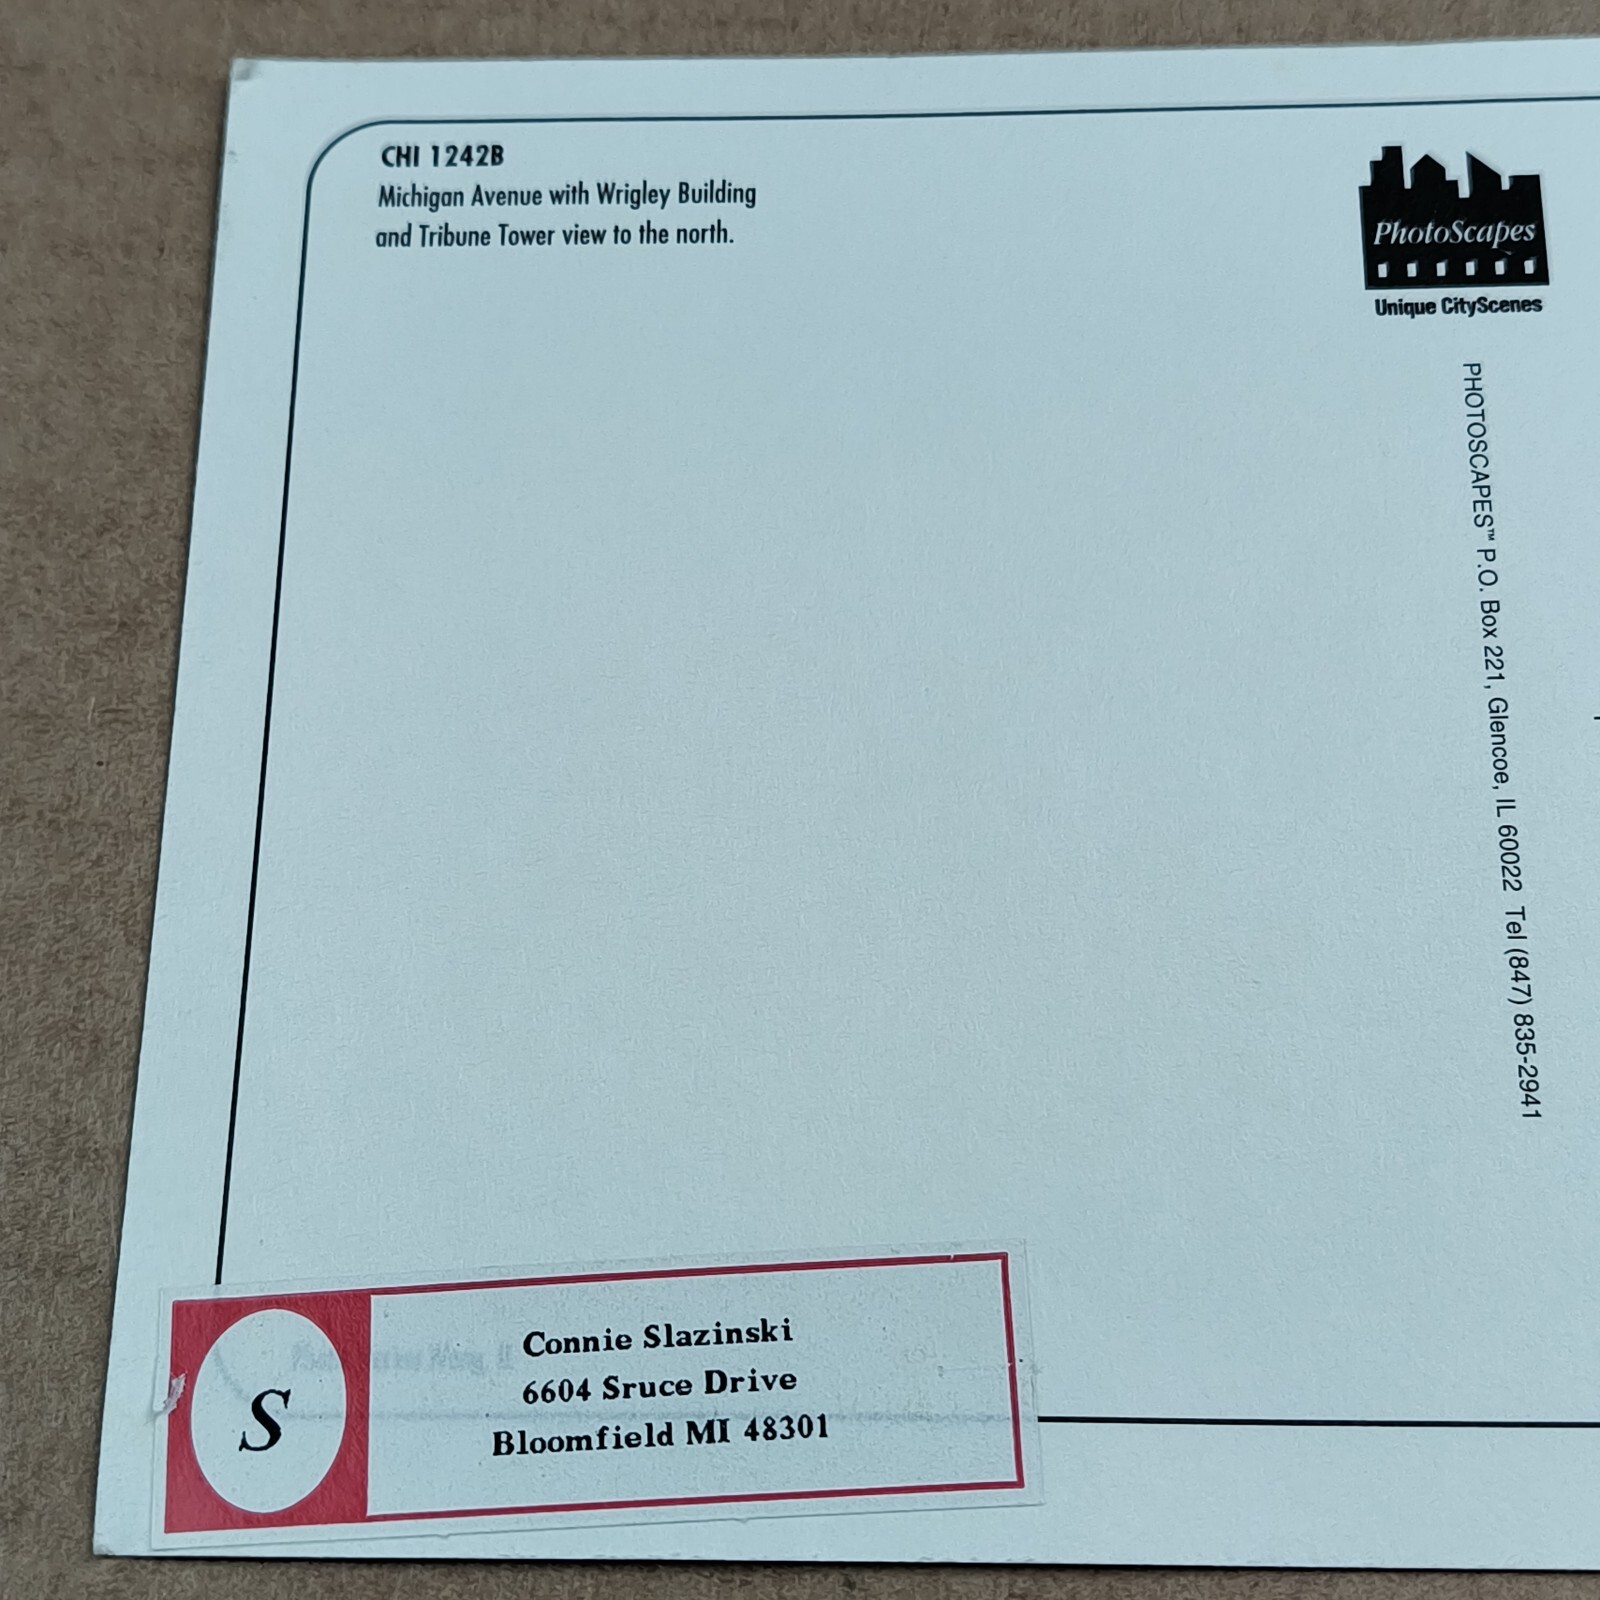 CHI 1242B
Michigan Avenue with Wrigley Building
and Tribune Tower view to the north.
PhotoScapes
Unique CityScenes
PHOTOSCAPES™ P.O. Box 221, Glencoe, IL 60022 Tel (847) 835-2941
S
Connie Slazinski
6604 Sruce Drive
Bloomfield MI 48301